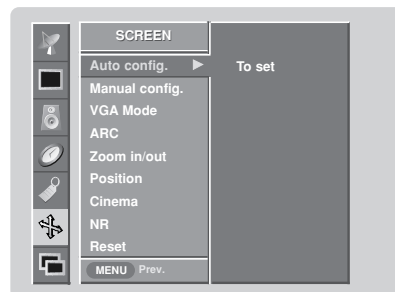 SCREEN
Auto config. ▶ To set
Manual config.
VGA Mode
ARC
Zoom in/out
Position
Cinema
NR
Reset
MENU Prev.